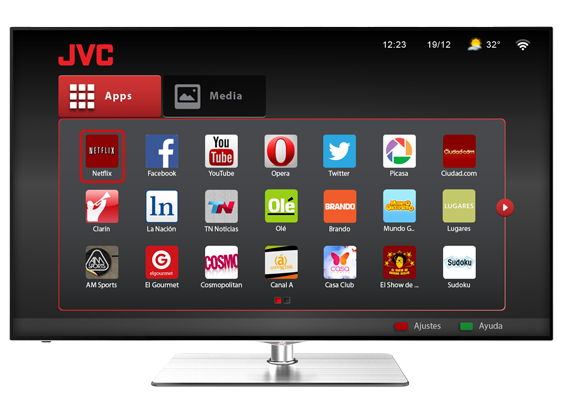 12:23 19/12 32°
JVC
Apps Media
NETFLIX You Tube Ciudad.com
Netflix Facebook YouTube Opera Twitter Picasa Ciudad.com
ln TN Olé BRANDO MUNDO LUGARES
Clarín La Nación TN Noticias Olé Brando Mundo G.. Lugares
AM SPORTS elgourmet COSMO (á) casa Sudoku
AM Sports El Gourmet Cosmopolitan Canal A Casa Club El Show de ... Sudoku
Ajustes Ayuda